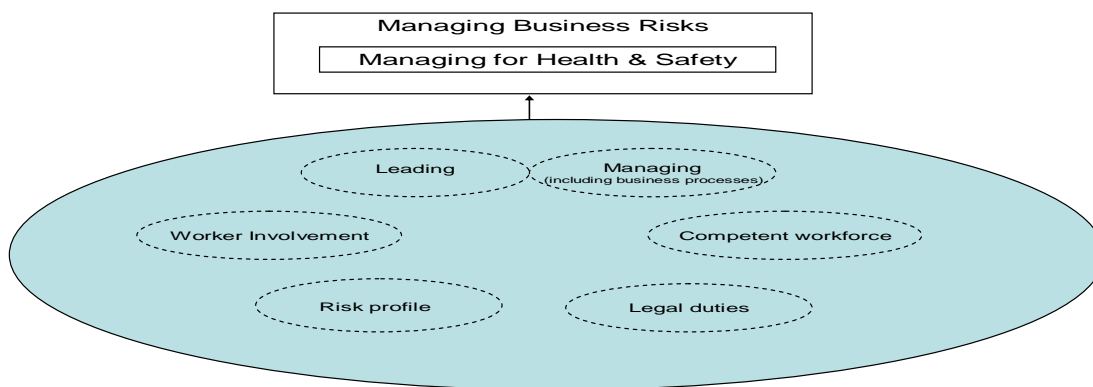 Managing Business Risks
Managing for Health & Safety
Leading
Managing
(including business processes)
Worker Involvement
Competent workforce
Risk profile
Legal duties